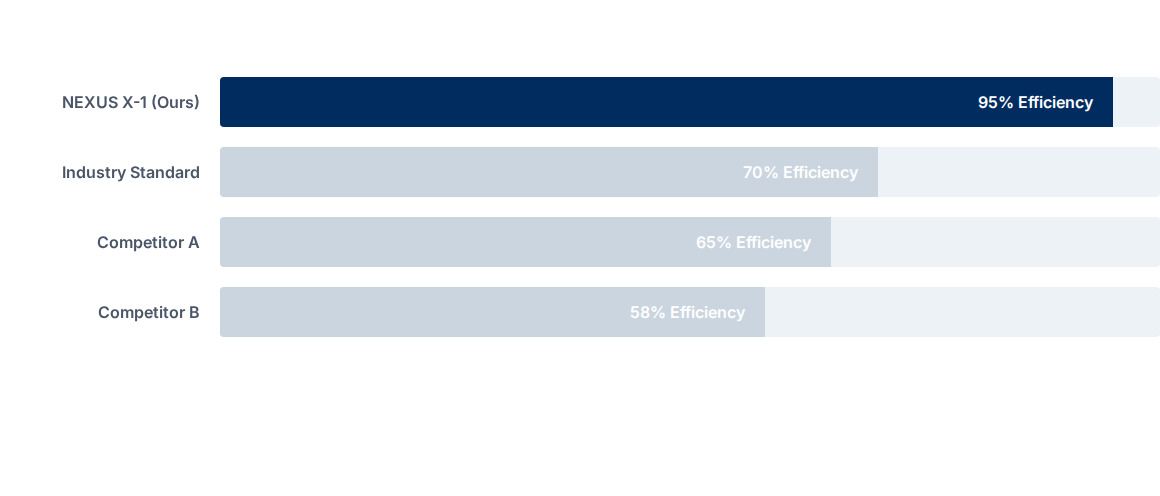 NEXUS X-1 (Ours) 95% Efficiency
Industry Standard 70% Efficiency
Competitor A 65% Efficiency
Competitor B 58% Efficiency